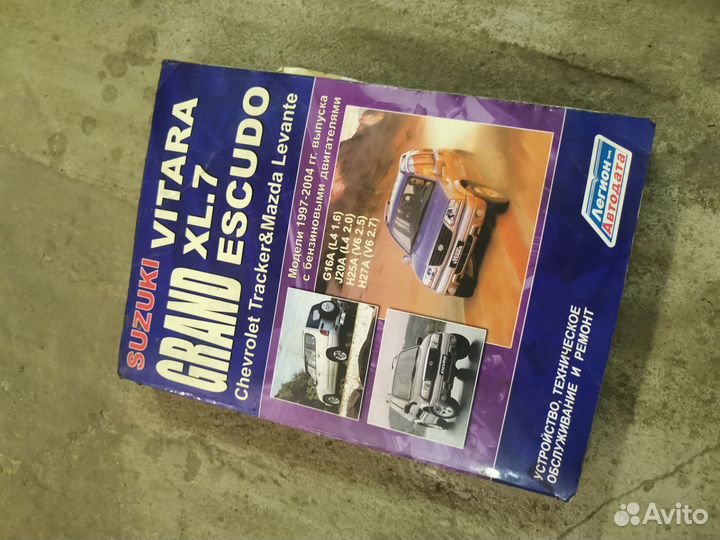 SUZUKI
GRAND
VITARA
XL.7
ESCUDO
Chevrolet Tracker&Mazda Levante
Модели 1997-2004 гг. выпуска
с бензиновыми двигателями
G16A (L4 1.6)
J20A (L4 2.0)
H25A (V6 2.5)
H27A (V6 2.7)
Легион
Автодата
УСТРОЙСТВО, ТЕХНИЧЕСКОЕ
ОБСЛУЖИВАНИЕ И РЕМОНТ
Avito